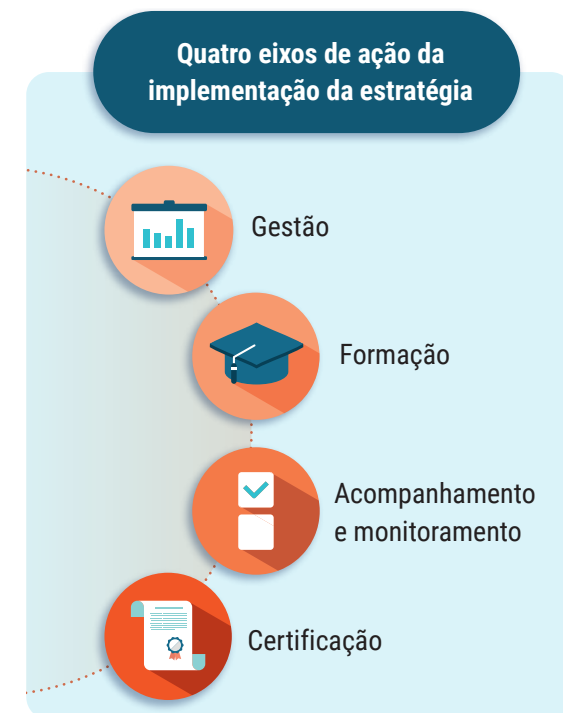 Quatro eixos de ação da
implementação da estratégia
Gestão
Formação
Acompanhamento
e monitoramento
Certificação